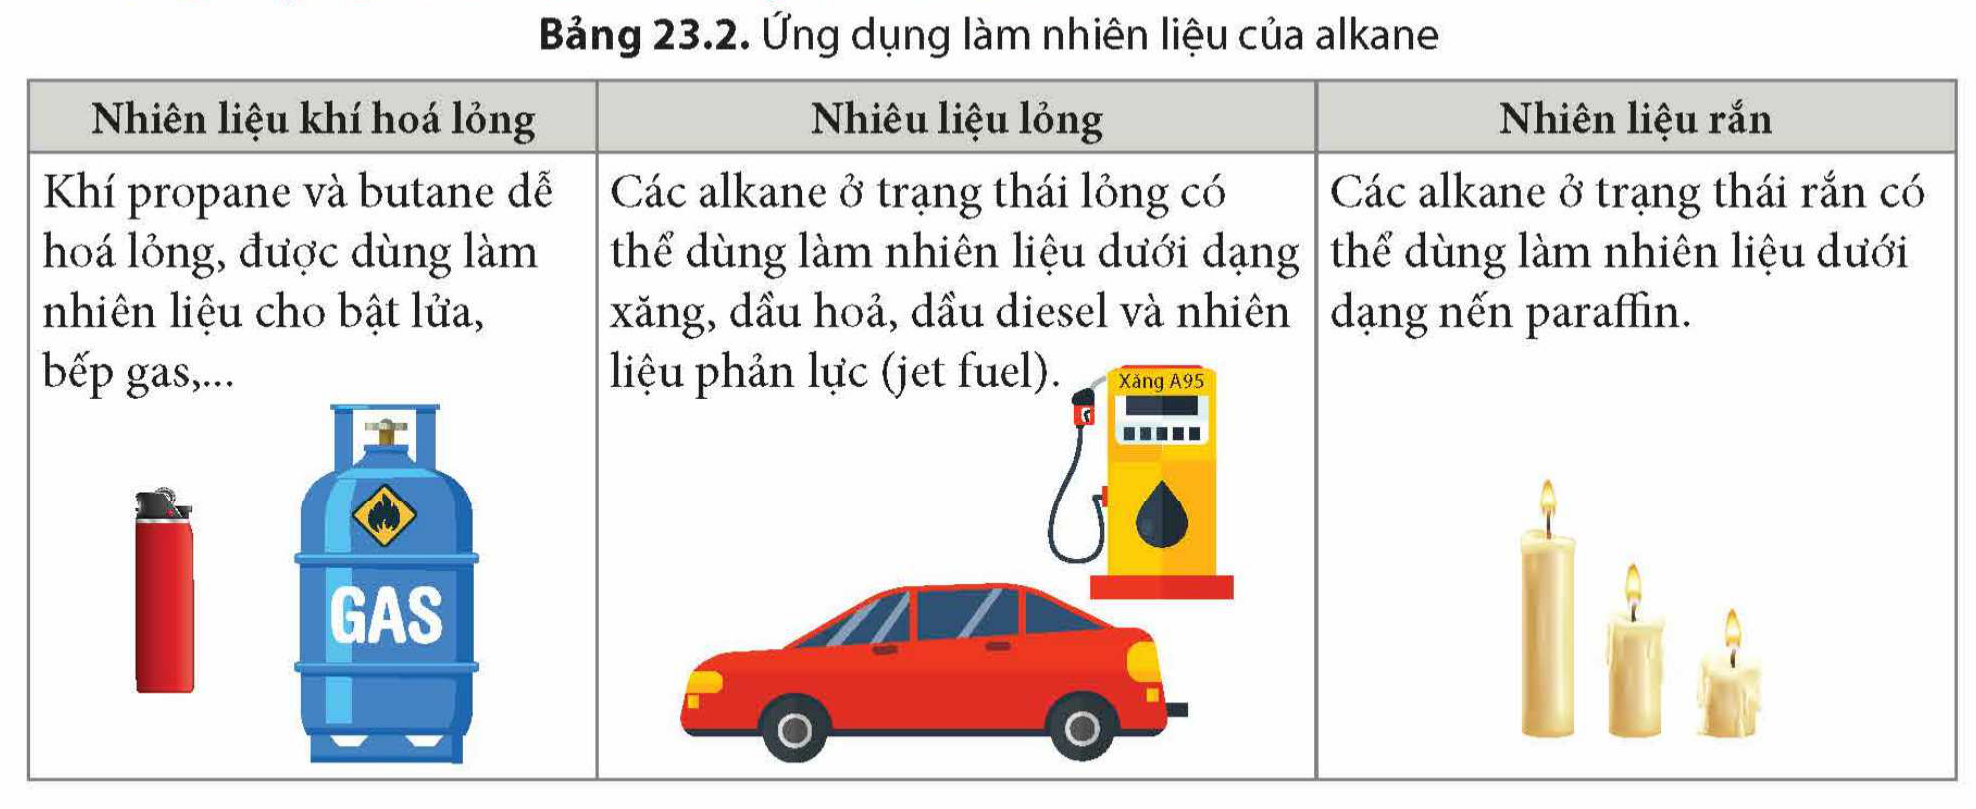 Bảng 23.2. Ứng dụng làm nhiên liệu của alkane
Nhiên liệu khí hoá lỏng
Khí propane và butane dễ
hoá lỏng, được dùng làm
nhiên liệu cho bật lửa,
bếp gas,...
GAS
Nhiêu liệu lỏng
Các alkane ở trạng thái lỏng có
thể dùng làm nhiên liệu dưới dạng
xăng, dầu hoả, dầu diesel và nhiên
liệu phản lực (jet fuel).
Xăng A95
Nhiên liệu rắn
Các alkane ở trạng thái rắn có
thể dùng làm nhiên liệu dưới
dạng nến paraffin.